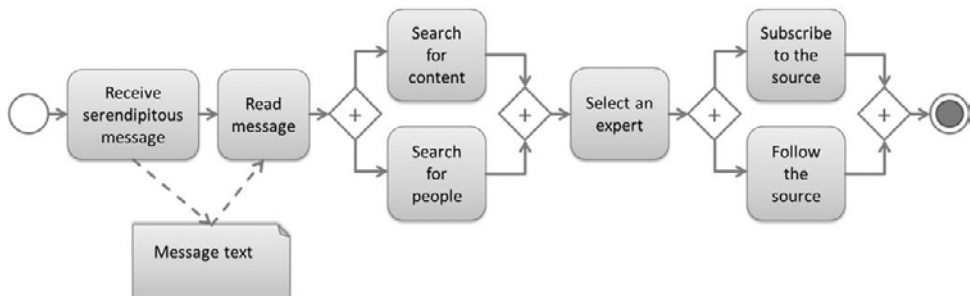 Receive
serendipitous
message
Read
message
+
Search
for
content
Search
for
people
+
Select an
expert
+
Subscribe
to the
source
Follow
the
source
+
Message text